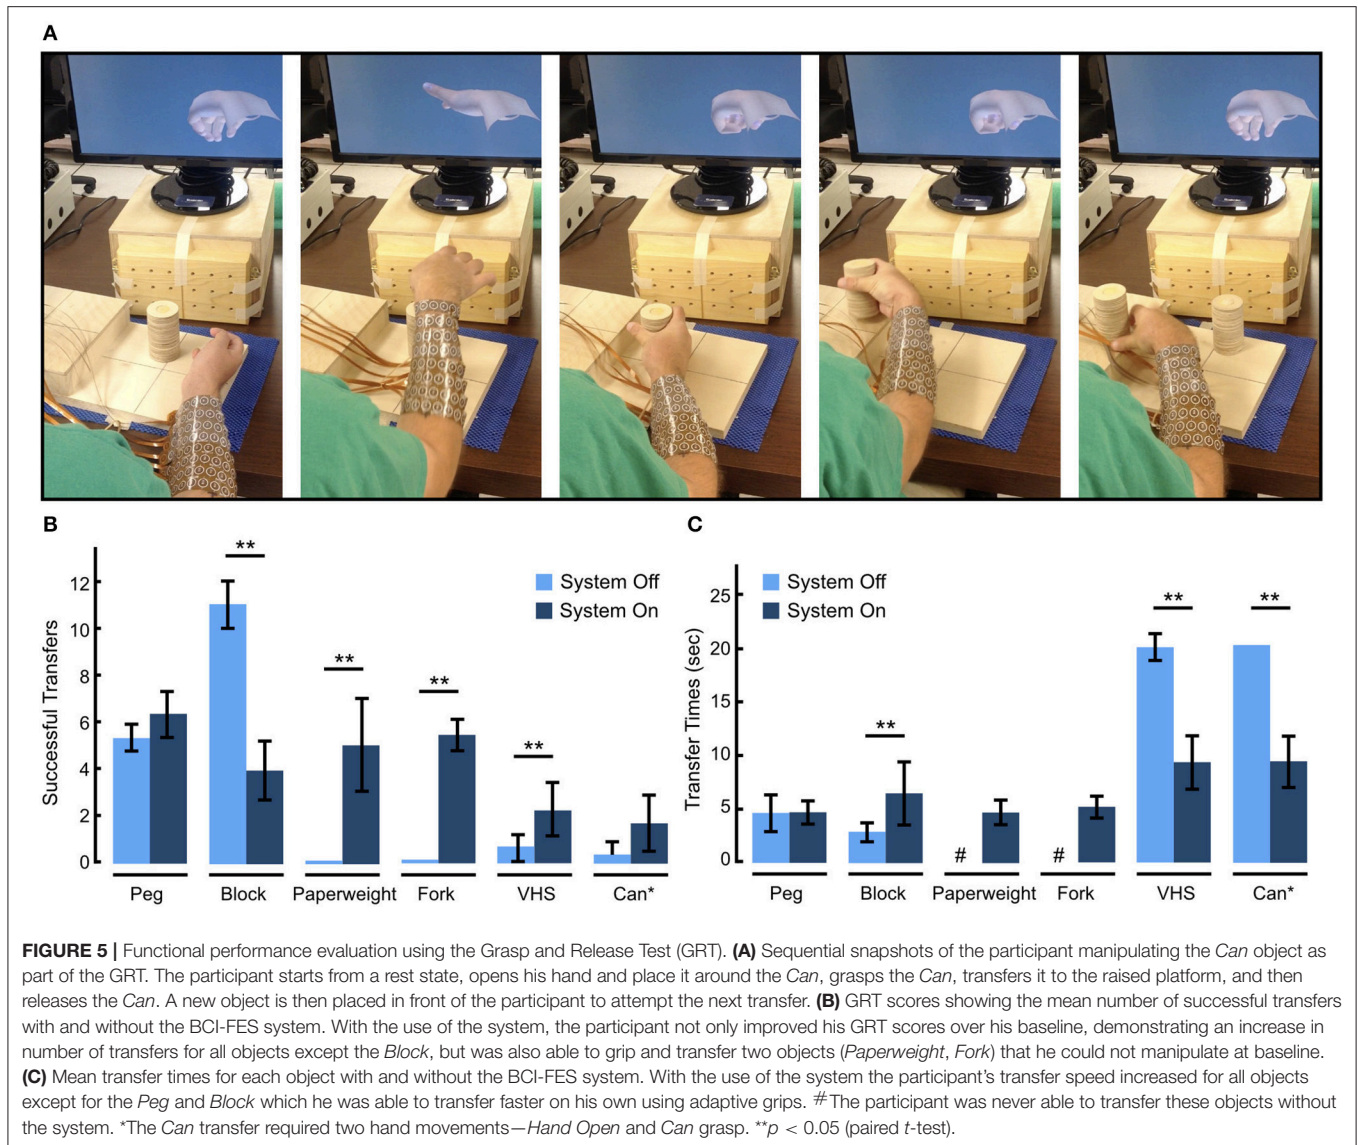 A
B
**
**
**
**
System Off
System On
Successful Transfers
12
10
8
6
4
2
0
Peg
Block
Paperweight
Fork
VHS
Can*
C
System Off
System On
**
**
**
Transfer Times (sec)
25
20
15
10
5
0
#
#
Peg
Block
Paperweight
Fork
VHS
Can*
FIGURE 5 | Functional performance evaluation using the Grasp and Release Test (GRT). (A) Sequential snapshots of the participant manipulating the Can object as
part of the GRT. The participant starts from a rest state, opens his hand and place it around the Can, grasps the Can, transfers it to the raised platform, and then
releases the Can. A new object is then placed in front of the participant to attempt the next transfer. (B) GRT scores showing the mean number of successful transfers
with and without the BCI-FES system. With the use of the system, the participant not only improved his GRT scores over his baseline, demonstrating an increase in
number of transfers for all objects except the Block, but was also able to grip and transfer two objects (Paperweight, Fork) that he could not manipulate at baseline.
(C) Mean transfer times for each object with and without the BCI-FES system. With the use of the system the participant's transfer speed increased for all objects
except for the Peg and Block which he was able to transfer faster on his own using adaptive grips. #The participant was never able to transfer these objects without
the system. *The Can transfer required two hand movements—Hand Open and Can grasp. **p < 0.05 (paired t-test).